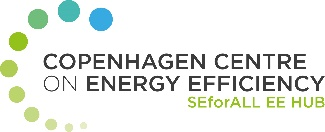 COPENHAGEN CENTRE
ON ENERGY EFFICIENCY
SEforALL EE HUB